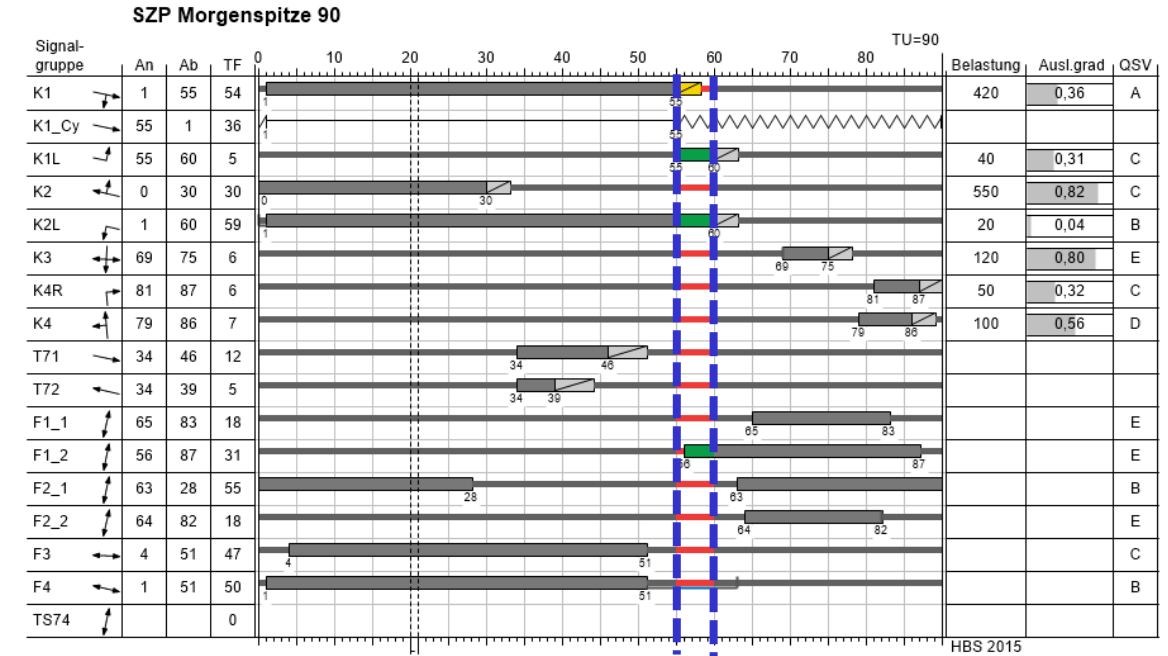 SZP Morgenspitze 90
TU=90
Signal-
gruppe An Ab TF 0 10 20 30 40 50 60 70 80 Belastung Ausl.grad QSV
K1 1 55 54 1 55 420 0,36 A
K1_Cy 55 1 36 1 55
K1L 55 60 5 55 60 40 0,31 C
K2 0 30 30 0 30 550 0,82 C
K2L 1 60 59 1 60 20 0,04 B
K3 69 75 6 69 75 120 0,80 E
K4R 81 87 6 81 87 50 0,32 C
K4 79 86 7 79 86 100 0,56 D
T71 34 46 12 34 46
T72 34 39 5 34 39
F1_1 65 83 18 65 83 E
F1_2 56 87 31 56 87 E
F2_1 63 28 55 28 63 B
F2_2 64 82 18 64 82 E
F3 4 51 47 4 51 C
F4 1 51 50 1 51 B
TS74 0
HBS 2015